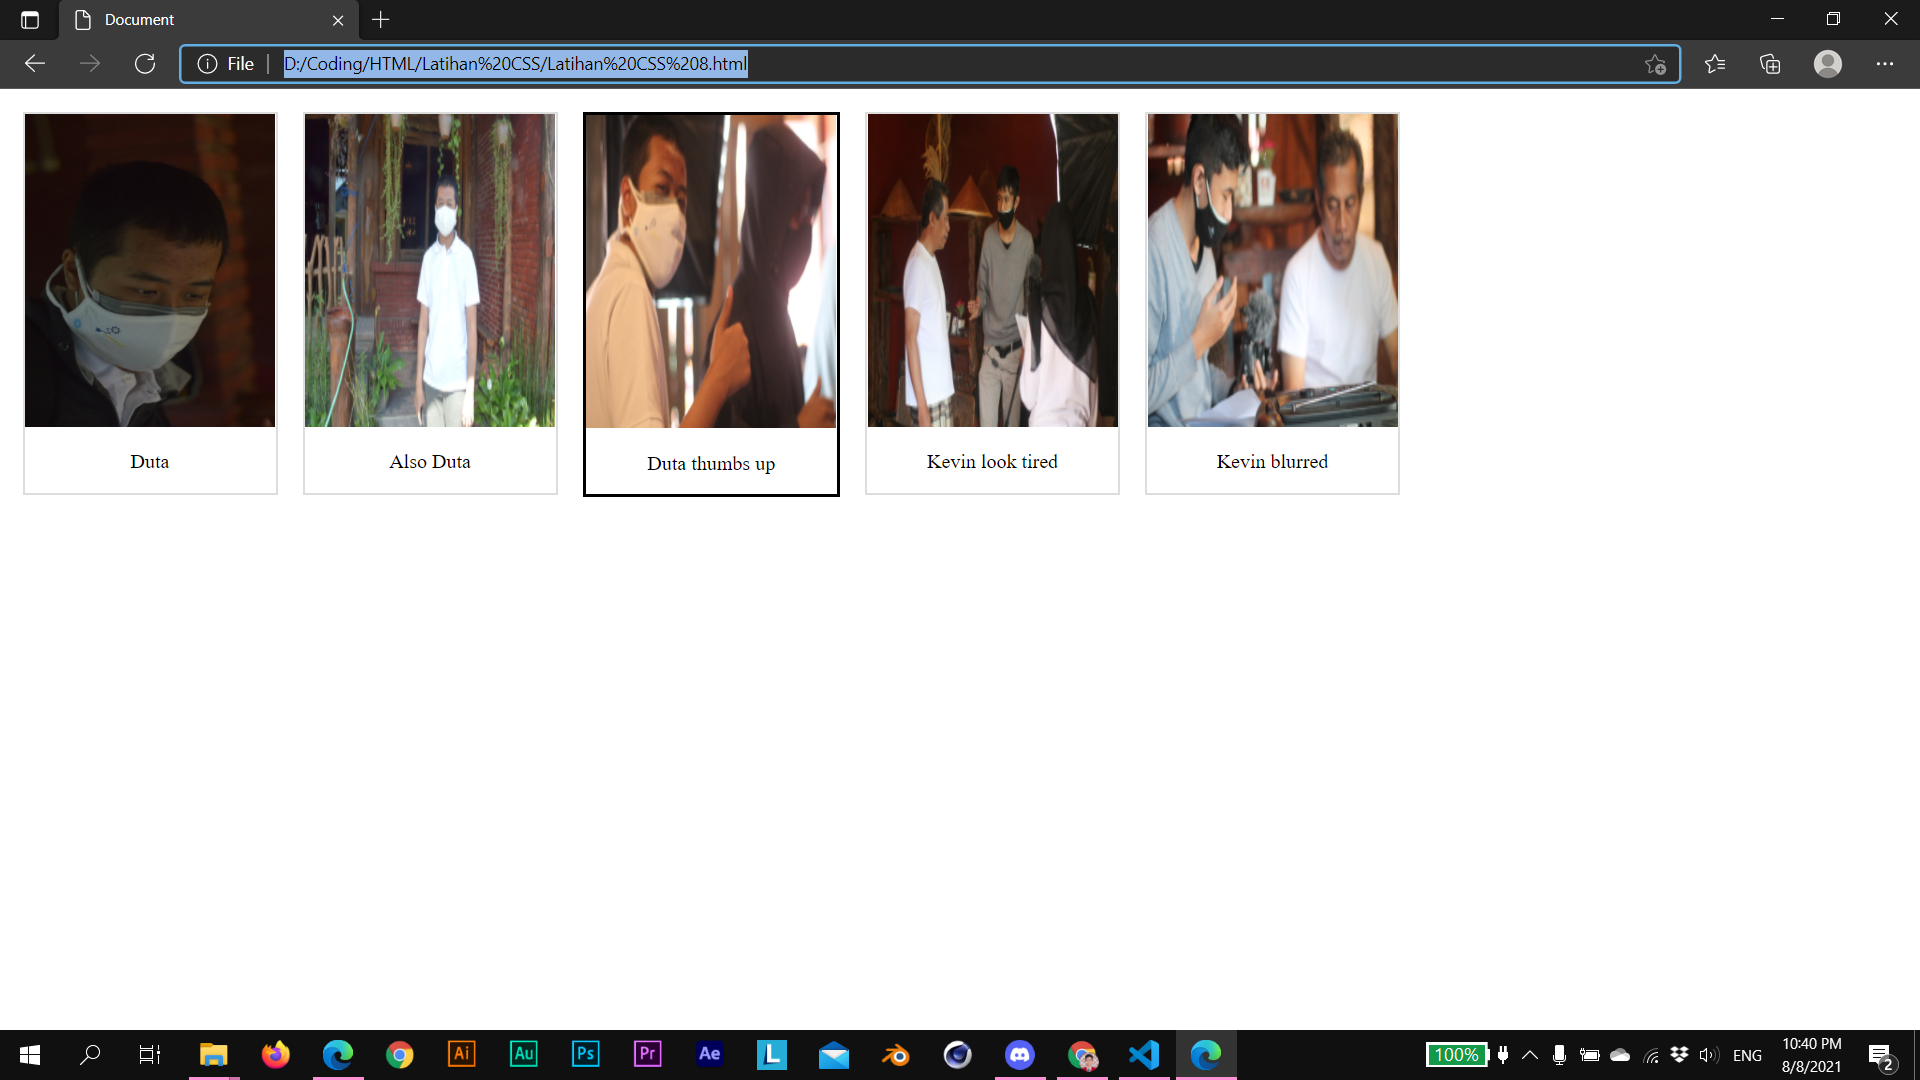 Document
File
D:/Coding/HTML/Latihan%20CSS/Latihan%20CSS%208.html
Duta
Also Duta
Duta thumbs up
Kevin look tired
Kevin blurred
Ai
Au
Ps
Pr
Ae
L
100%
ENG
10:40 PM
8/8/2021
2